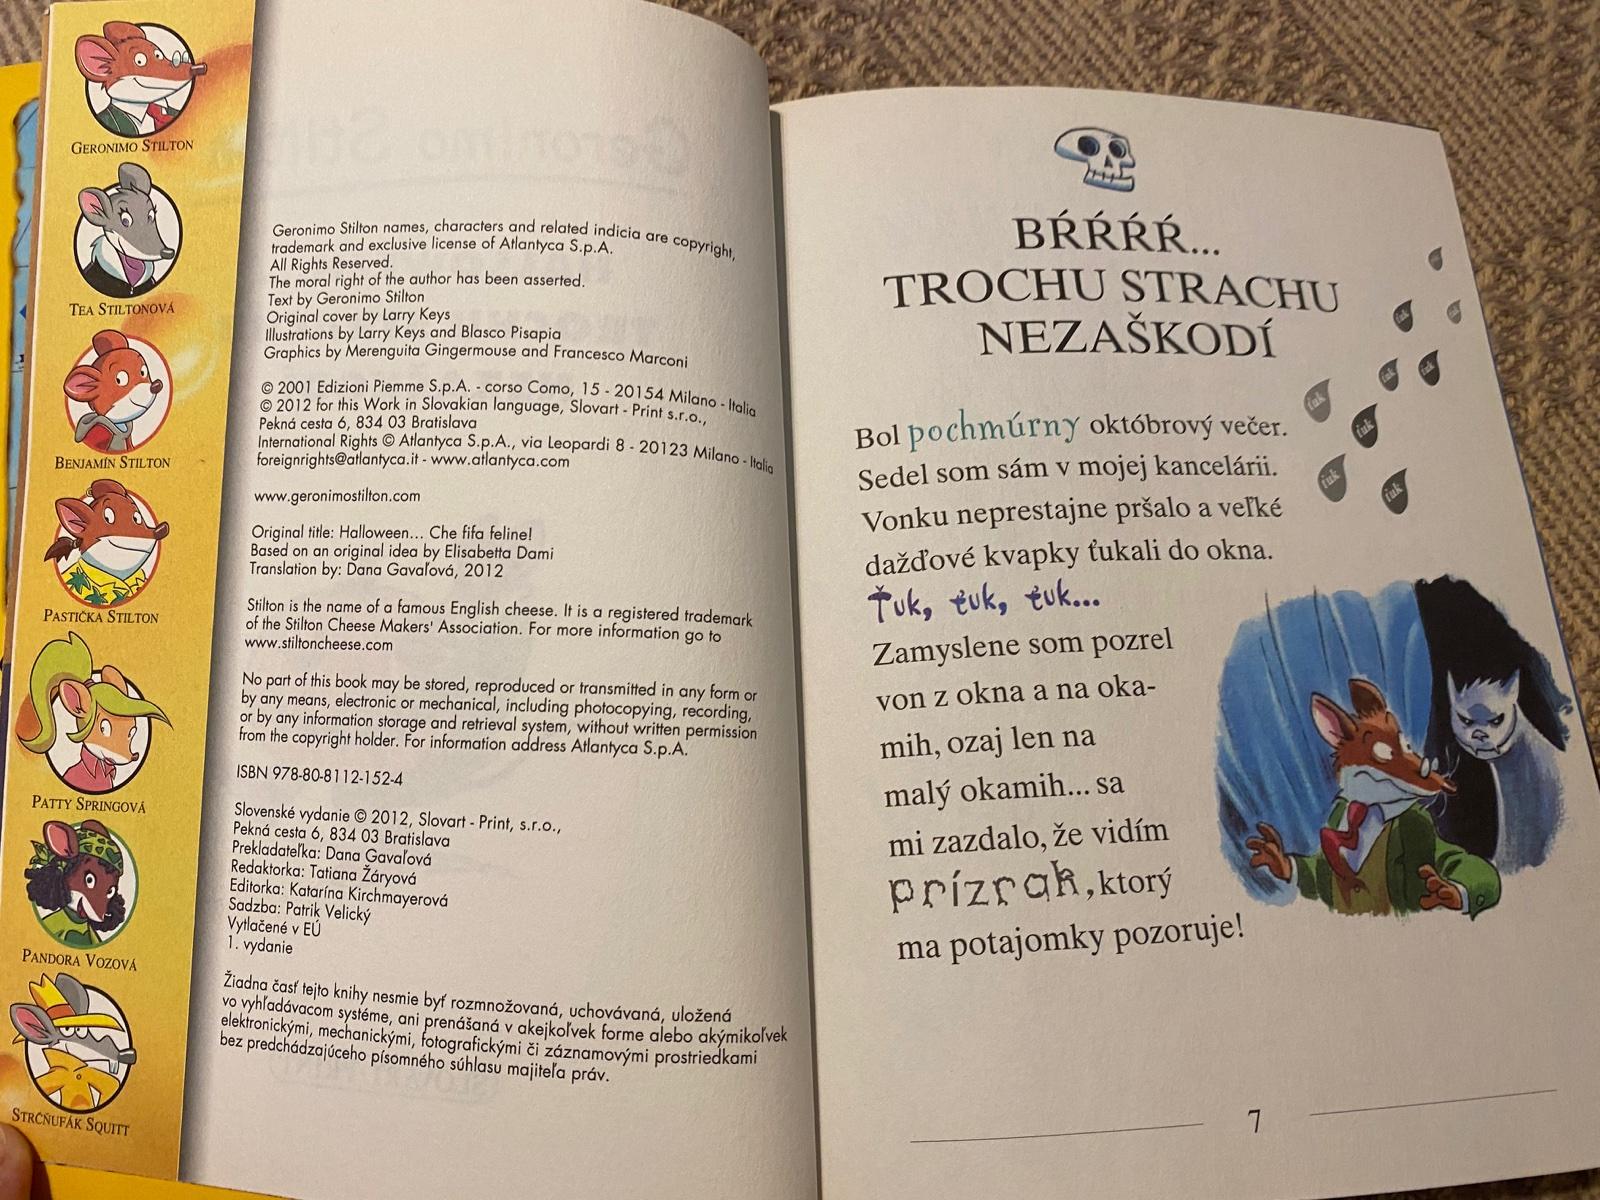 GERONIMO STILTON
TEA STILTONOVÁ
BENJAMÍN STILTON
PASTIČKA STILTON
PATTY SPRINGOVÁ
PANDORA VOZOVÁ
STRČŇUFÁK SQUITT
Geronimo Stilton names, characters and related indicia are copyright,
trademark and exclusive license of Atlantyca S.p.A.
All Rights Reserved.
The moral right of the author has been asserted.
Text by Geronimo Stilton
Original cover by Larry Keys
Illustrations by Larry Keys and Blasco Pisapia
Graphics by Merenguita Gingermouse and Francesco Marconi
© 2001 Edizioni Piemme S.p.A. - corso Como, 15 - 20154 Milano - Italia
© 2012 for this Work in Slovakian language, Slovart - Print s.r.o.,
Pekná cesta 6, 834 03 Bratislava
International Rights © Atlantyca S.p.A., via Leopardi 8 - 20123 Milano - Italia
foreignrights@atlantyca.it - www.atlantyca.com
www.geronimostilton.com
Original title: Halloween... Che fifa felina!
Based on an original idea by Elisabetta Dami
Translation by: Dana Gavaľová, 2012
Stilton is the name of a famous English cheese. It is a registered trademark
of the Stilton Cheese Makers' Association. For more information go to
www.stiltoncheese.com
No part of this book may be stored, reproduced or transmitted in any form or
by any means, electronic or mechanical, including photocopying, recording,
or by any information storage and retrieval system, without written permission
from the copyright holder. For information address Atlantyca S.p.A.
ISBN 978-80-8112-152-4
Slovenské vydanie © 2012, Slovart - Print, s.r.o.,
Pekná cesta 6, 834 03 Bratislava
Prekladateľka: Dana Gavaľová
Redaktorka: Tatiana Žáryová
Editorka: Katarína Kirchmayerová
Sadzba: Patrik Velický
Vytlačené v EÚ
1. vydanie
Žiadna časť tejto knihy nesmie byť rozmnožovaná, uchovávaná, uložená
vo vyhľadávacom systéme, ani prenášaná v akejkoľvek forme alebo akýmikoľvek
elektronickými, mechanickými, fotografickými či záznamovými prostriedkami
bez predchádzajúceho písomného súhlasu majiteľa práv.
BŔŔŔŔ...
TROCHU STRACHU
NEZAŠKODÍ
Bol pochmúrny októbrový večer.
Sedel som sám v mojej kancelárii.
Vonku neprestajne pršalo a veľké
dažďové kvapky ťukali do okna.
Ťuk, ťuk, ťuk...
Zamyslene som pozrel
von z okna a na oka-
mih, ozaj len na
malý okamih... sa
mi zazdalo, že vidím
prízrak, ktorý
ma potajomky pozoruje!
ťuk
ťuk
ťuk
ťuk
ťuk
ťuk
ťuk
ťuk
7